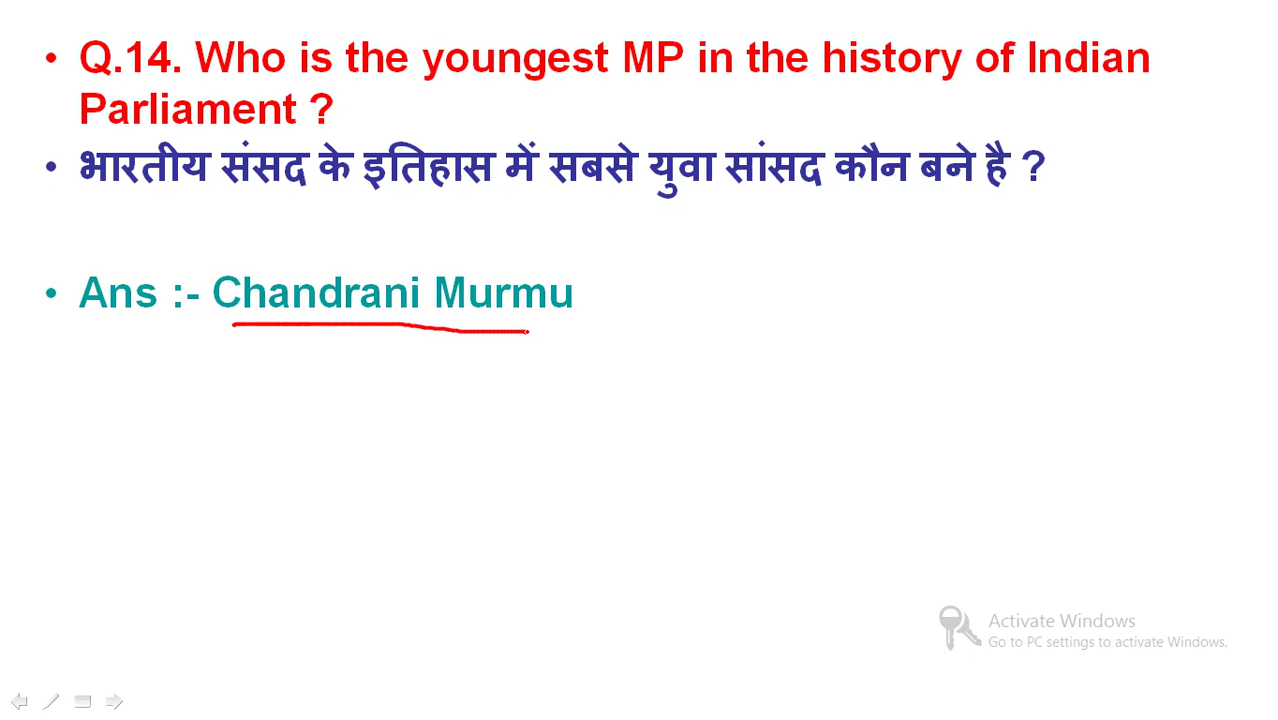 • Q.14. Who is the youngest MP in the history of Indian
Parliament ?
• भारतीय संसद के इतिहास में सबसे युवा सांसद कौन बने है ?
• Ans :- Chandrani Murmu
Activate Windows
Go to PC settings to activate Windows.